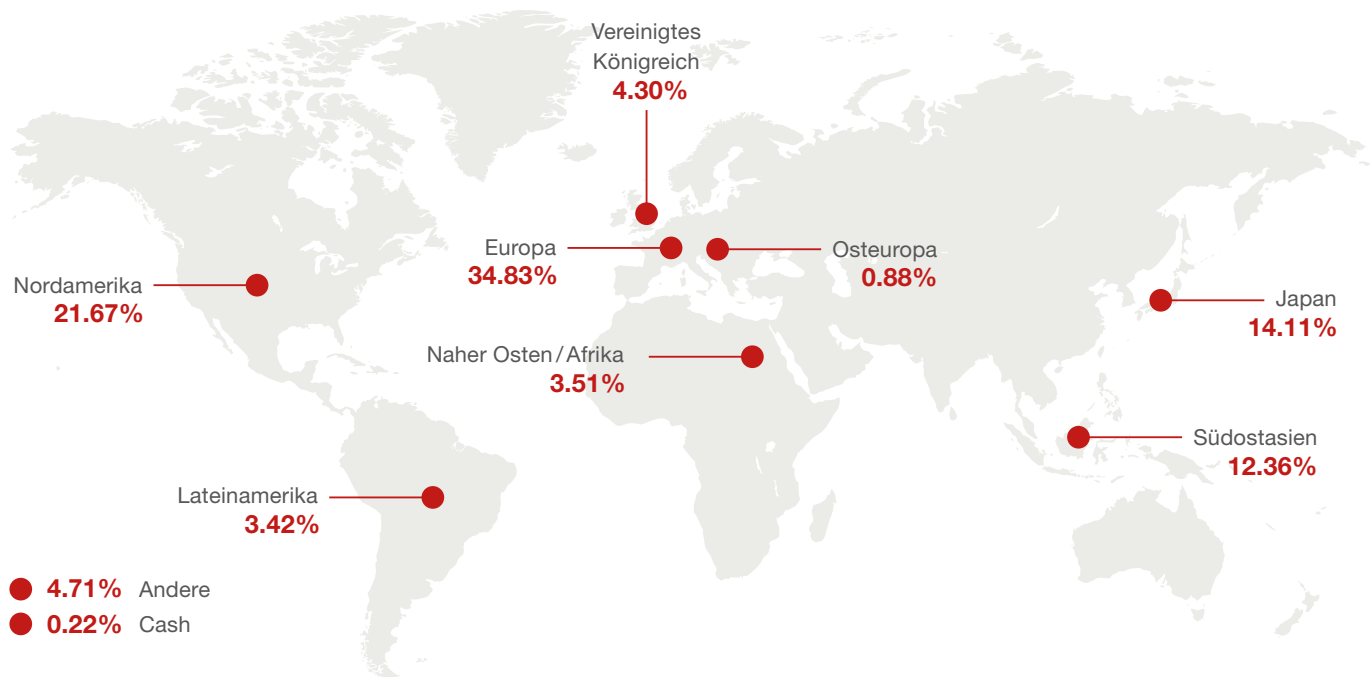 Vereinigtes
Königreich
4.30%
Europa
34.83%
Osteuropa
0.88%
Nordamerika
21.67%
Japan
14.11%
Naher Osten / Afrika
3.51%
Südostasien
12.36%
Lateinamerika
3.42%
4.71% Andere
0.22% Cash